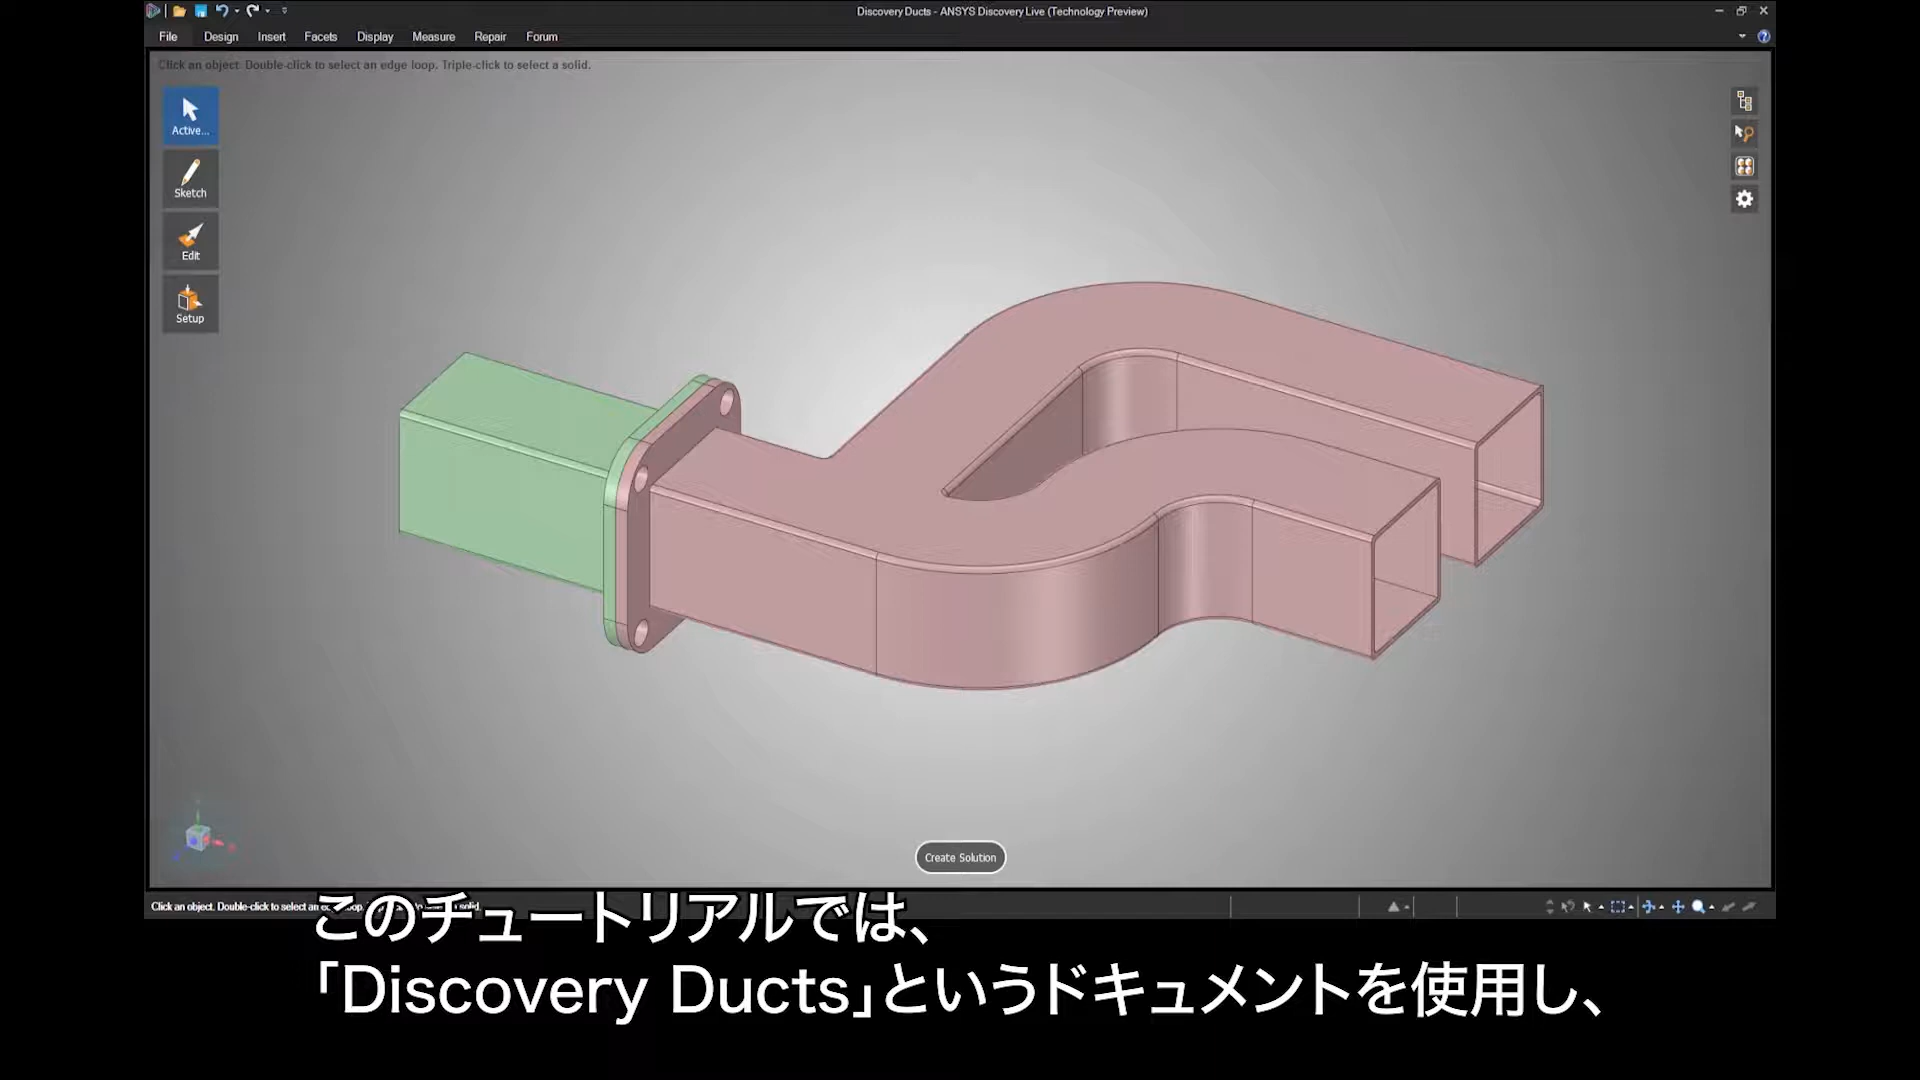 Discovery Ducts - ANSYS Discovery Live (Technology Preview)
File Design Insert Facets Display Measure Repair Forum
Click an object. Double-click to select an edge loop. Triple-click to select a solid.
Active...
Sketch
Edit
Setup
Create Solution
Click an object. Double-click to select an solid.
このチュートリアルでは、
「Discovery Ducts」というドキュメントを使用し、